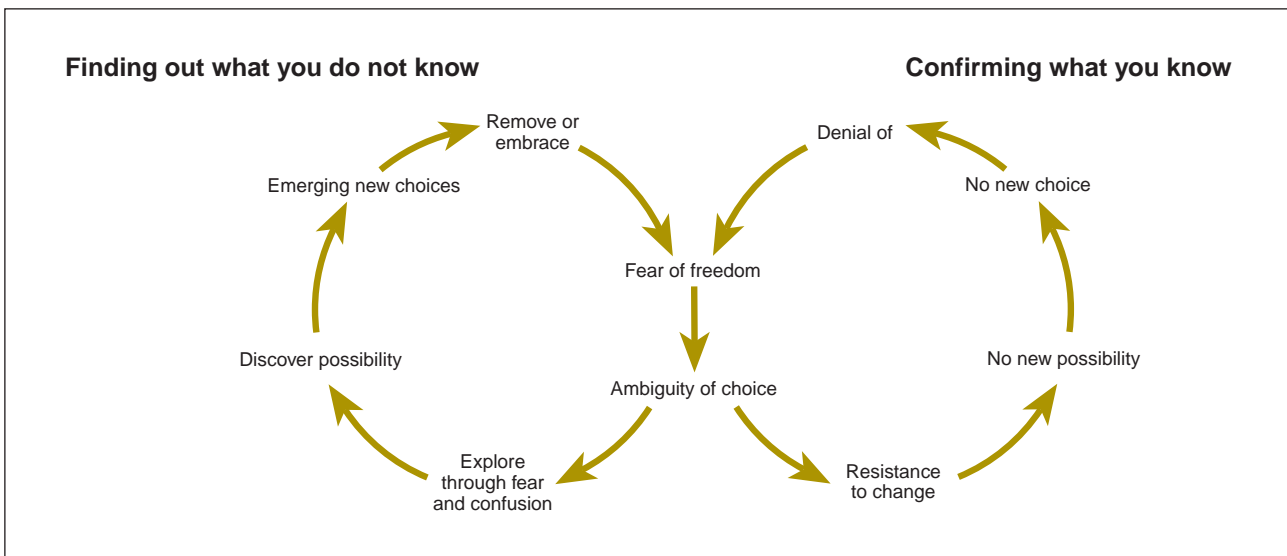 Finding out what you do not know
Confirming what you know
Remove or
embrace
Denial of
Emerging new choices
No new choice
Fear of freedom
Discover possibility
No new possibility
Ambiguity of choice
Explore
through fear
and confusion
Resistance
to change